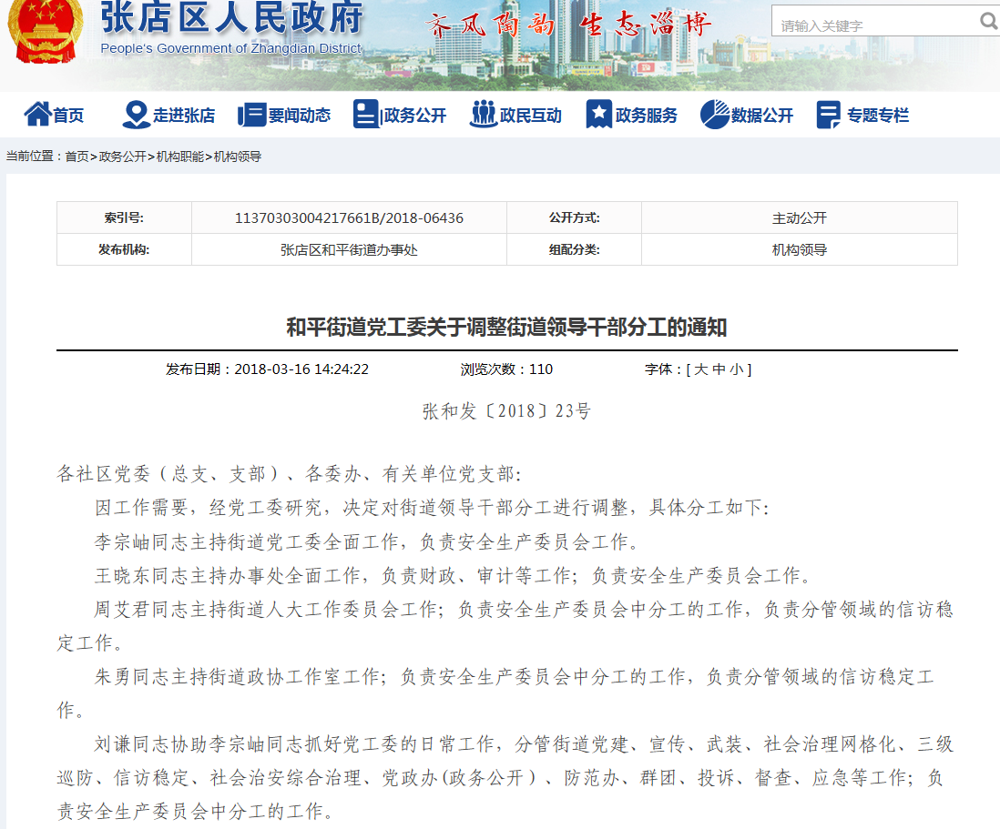 张店区人民政府
People's Government of Zhangdian District
齐风陶韵 生态淄博
请输入关键字
首页 走进张店 要闻动态 政务公开 政民互动 政务服务 数据公开 专题专栏
当前位置：首页>政务公开>机构职能>机构领导
索引号: 11370303004217661B/2018-06436 公开方式: 主动公开
发布机构: 张店区和平街道办事处 组配分类: 机构领导
和平街道党工委关于调整街道领导干部分工的通知
发布日期：2018-03-16 14:24:22 浏览次数：110 字体：[ 大 中 小 ]
张和发〔2018〕23号
各社区党委（总支、支部）、各委办、有关单位党支部：
因工作需要，经党工委研究，决定对街道领导干部分工进行调整，具体分工如下：
李宗岫同志主持街道党工委全面工作，负责安全生产委员会工作。
王晓东同志主持办事处全面工作，负责财政、审计等工作；负责安全生产委员会工作。
周艾君同志主持街道人大工作委员会工作；负责安全生产委员会中分工的工作，负责分管领域的信访稳
定工作。
朱勇同志主持街道政协工作室工作；负责安全生产委员会中分工的工作，负责分管领域的信访稳定工
作。
刘谦同志协助李宗岫同志抓好党工委的日常工作，分管街道党建、宣传、武装、社会治理网格化、三级
巡防、信访稳定、社会治安综合治理、党政办(政务公开）、防范办、群团、投诉、督查、应急等工作；负
责安全生产委员会中分工的工作。